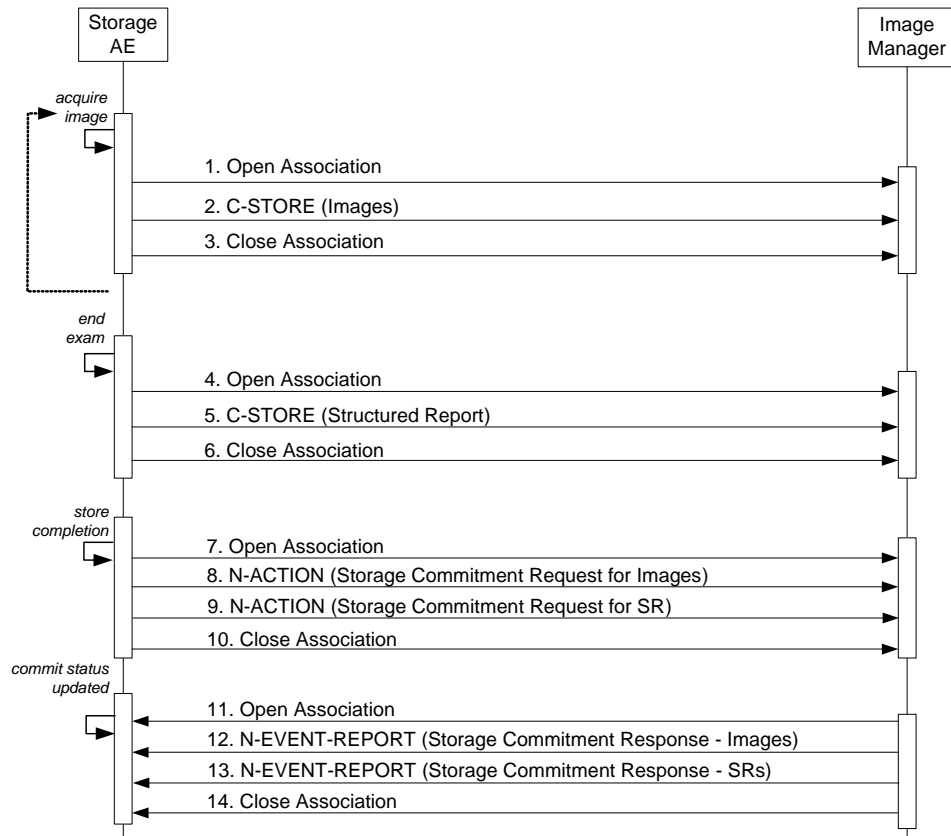 Storage
AE
Image
Manager
acquire
image
1. Open Association
2. C-STORE (Images)
3. Close Association
end
exam
4. Open Association
5. C-STORE (Structured Report)
6. Close Association
store
completion
7. Open Association
8. N-ACTION (Storage Commitment Request for Images)
9. N-ACTION (Storage Commitment Request for SR)
10. Close Association
commit status
updated
11. Open Association
12. N-EVENT-REPORT (Storage Commitment Response - Images)
13. N-EVENT-REPORT (Storage Commitment Response - SRs)
14. Close Association